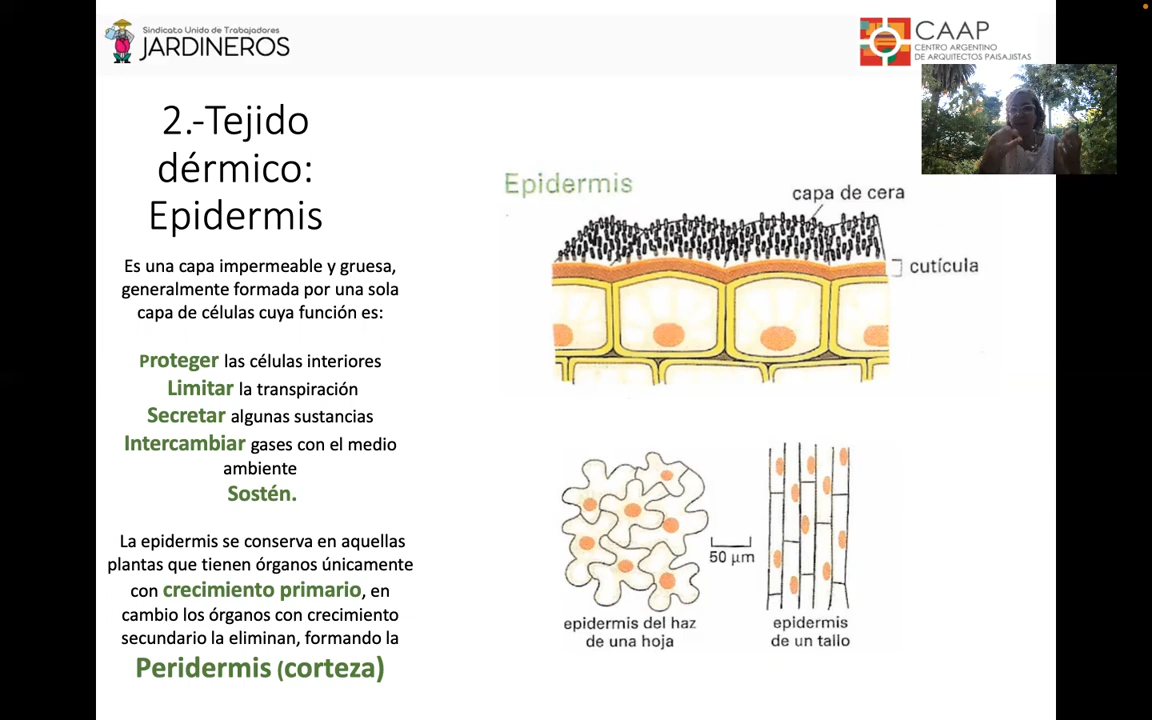 Sindicato Unido de Trabajadores
JARDINEROS
CAAP
CENTRO ARGENTINO
DE ARQUITECTOS PAISAJISTAS
2.-Tejido
dérmico:
Epidermis
Es una capa impermeable y gruesa,
generalmente formada por una sola
capa de células cuya función es:
Proteger las células interiores
Limitar la transpiración
Secretar algunas sustancias
Intercambiar gases con el medio
ambiente
Sostén.
La epidermis se conserva en aquellas
plantas que tienen órganos únicamente
con crecimiento primario, en
cambio los órganos con crecimiento
secundario la eliminan, formando la
Peridermis (corteza)
Epidermis
capa de cera
cutícula
50 µm
epidermis del haz
de una hoja
epidermis
de un tallo